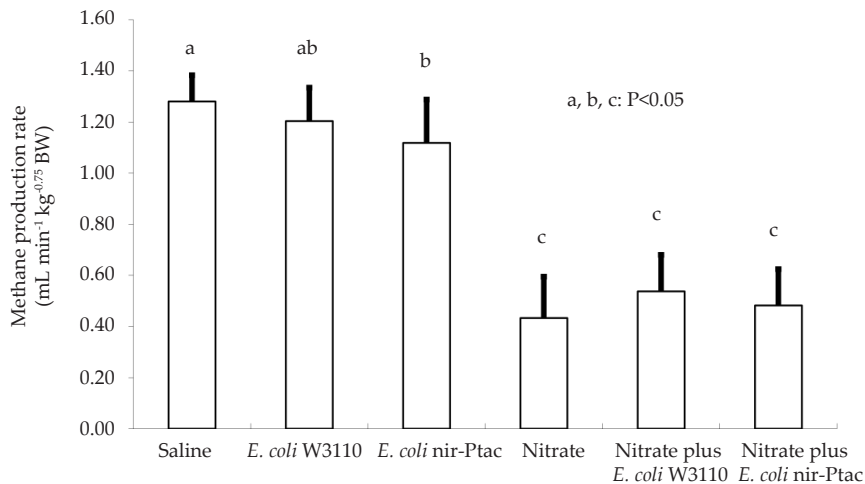 Methane production rate
(mL min-1 kg-0.75 BW)
1.60
1.40
1.20
1.00
0.80
0.60
0.40
0.20
0.00
a
ab
b
a, b, c: P<0.05
c
c
c
Saline
E. coli W3110
E. coli nir-Ptac
Nitrate
Nitrate plus
E. coli W3110
Nitrate plus
E. coli nir-Ptac